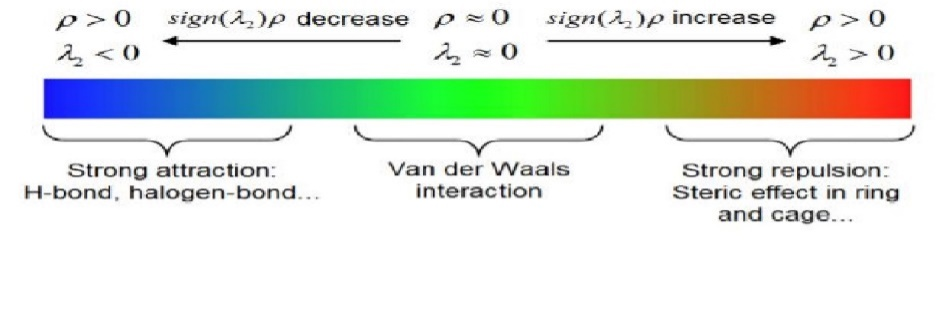 ρ > 0 sign(λ₂)ρ decrease ρ ≈ 0 sign(λ₂)ρ increase ρ > 0
λ₂ < 0 λ₂ ≈ 0 λ₂ > 0
Strong attraction: Van der Waals Strong repulsion:
H-bond, halogen-bond... interaction Steric effect in ring
and cage...